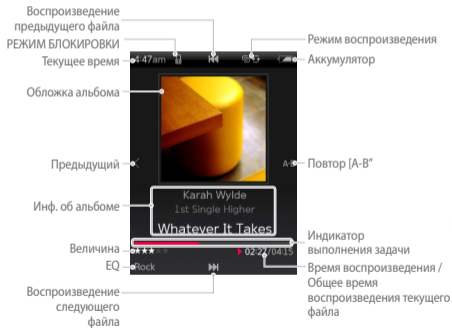 Воспроизведение
предыдущего файла
РЕЖИМ БЛОКИРОВКИ
Текущее время
Обложка альбома
Предыдущий
Инф. об альбоме
Величина
EQ
Воспроизведение
следующего
файла
4:47am
Karah Wylde
1st Single Higher
Whatever It Takes
02:22/04:15
Rock
A-B
Режим воспроизведения
Аккумулятор
Повтор [A-B”
Индикатор
выполнения задачи
Время воспроизведения /
Общее время
воспроизведения текущего
файла